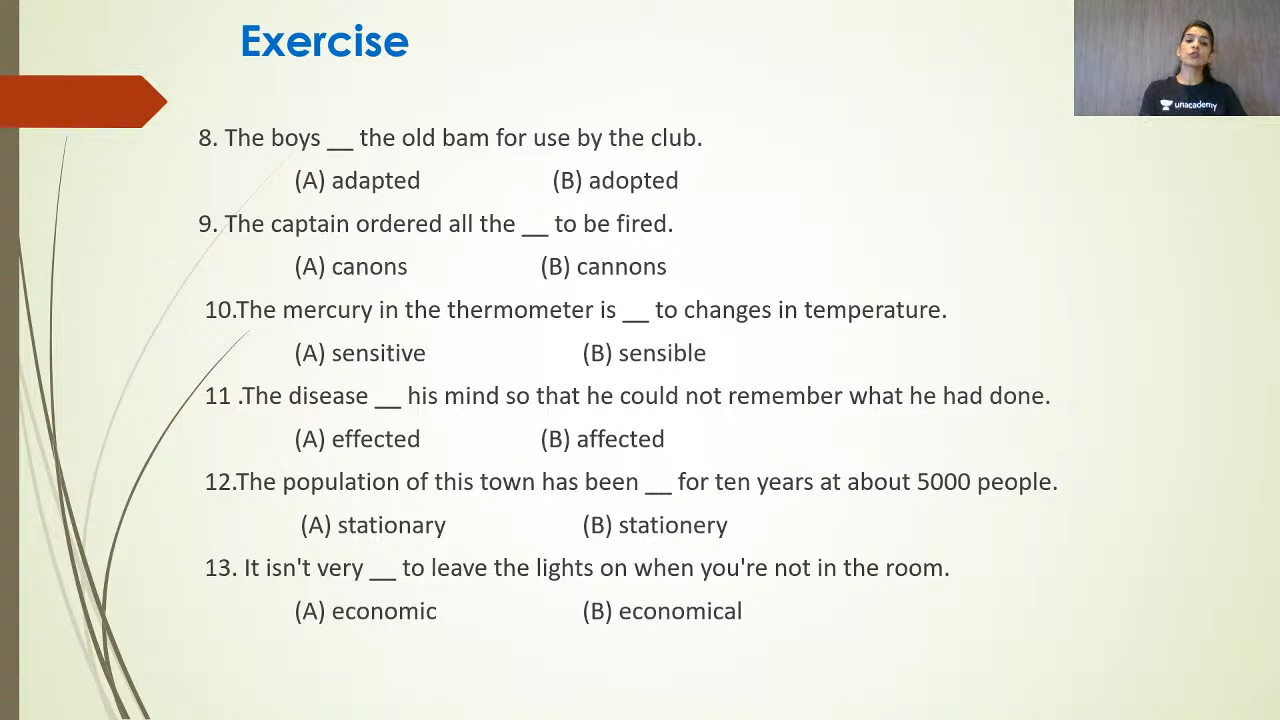 Exercise
unacademy
8. The boys __ the old bam for use by the club.
(A) adapted (B) adopted
9. The captain ordered all the __ to be fired.
(A) canons (B) cannons
10.The mercury in the thermometer is __ to changes in temperature.
(A) sensitive (B) sensible
11 .The disease __ his mind so that he could not remember what he had done.
(A) effected (B) affected
12.The population of this town has been __ for ten years at about 5000 people.
(A) stationary (B) stationery
13. It isn't very __ to leave the lights on when you're not in the room.
(A) economic (B) economical